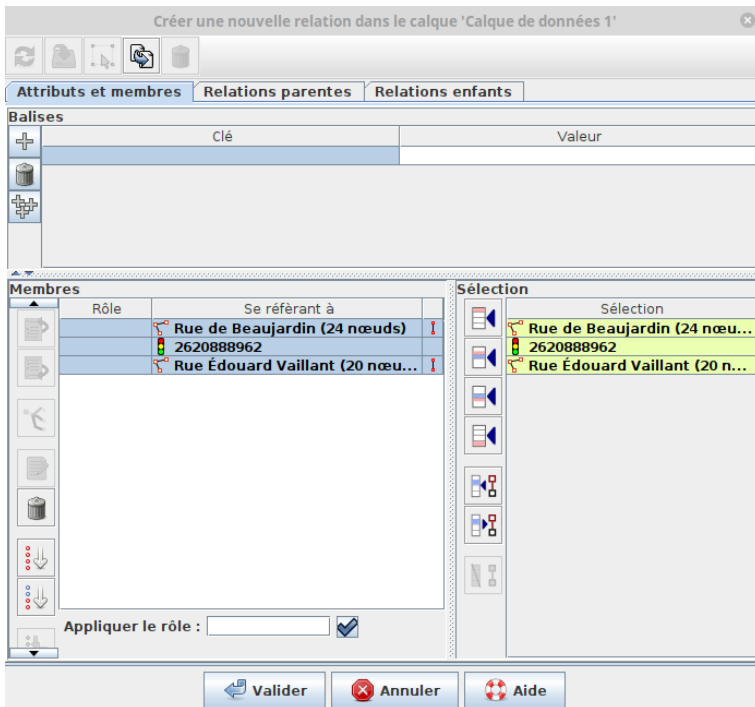 Créer une nouvelle relation dans le calque 'Calque de données 1'
Attributs et membres Relations parentes Relations enfants
Balises
Clé Valeur
Membres
Rôle Se réfèrant à
Rue de Beaujardin (24 nœuds)
2620888962
Rue Édouard Vaillant (20 nœu...
Appliquer le rôle :
Sélection
Sélection
Rue de Beaujardin (24 nœu...
2620888962
Rue Édouard Vaillant (20 n...
Valider Annuler Aide